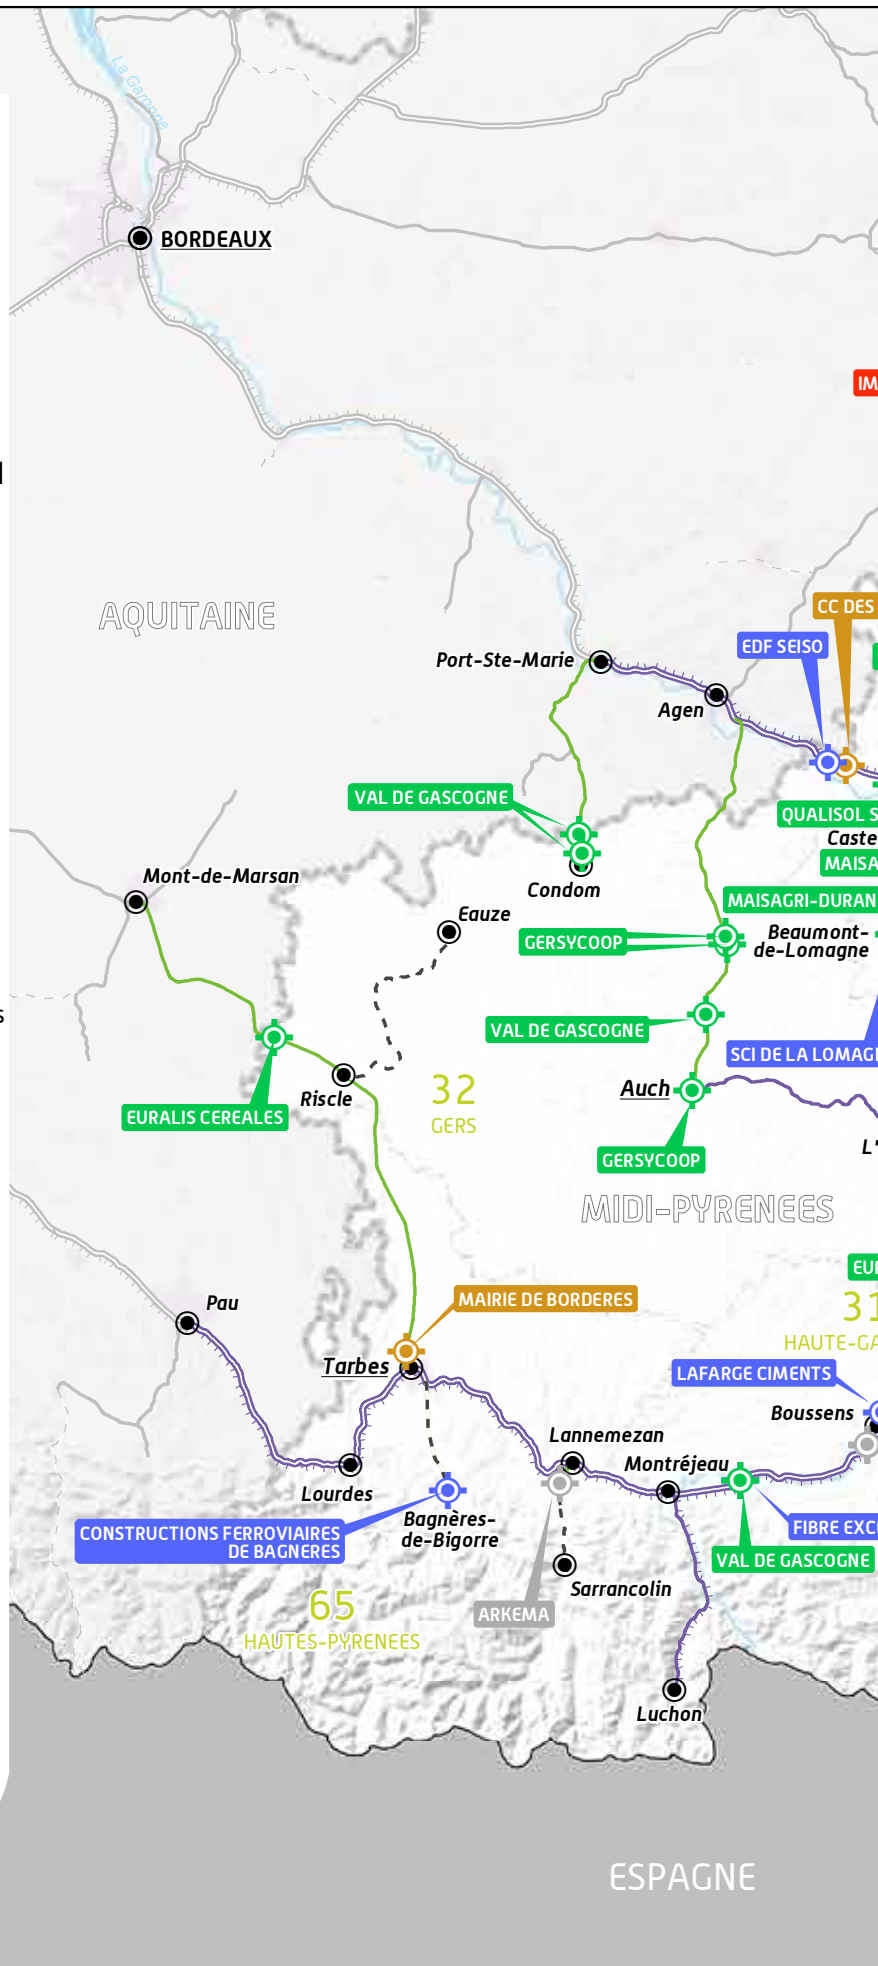 La Garonne
BORDEAUX
IM
AQUITAINE
CC DES
EDF SEISO
Port-Ste-Marie
Agen
VAL DE GASCOGNE
QUALISOL S
Caste
MAISA
Mont-de-Marsan
Condom
MAISAGRI-DURAN
Eauze
GERSYCOOP
Beaumont-
de-Lomagne
s
VAL DE GASCOGNE
SCI DE LA LOMAG
32
GERS
Auch
Riscle
EURALIS CEREALES
L'
GERSYCOOP
MIDI-PYRENEES
EU
31
HAUTE-GA
Pau
MAIRIE DE BORDERES
Tarbes
LAFARGE CIMENTS
Boussens
Lannemezan
Montréjeau
Lourdes
Bagnères-
de-Bigorre
CONSTRUCTIONS FERROVIAIRES
DE BAGNERES
FIBRE EXC
VAL DE GASCOGNE
Sarrancolin
ARKEMA
65
HAUTES-PYRENEES
Luchon
ESPAGNE